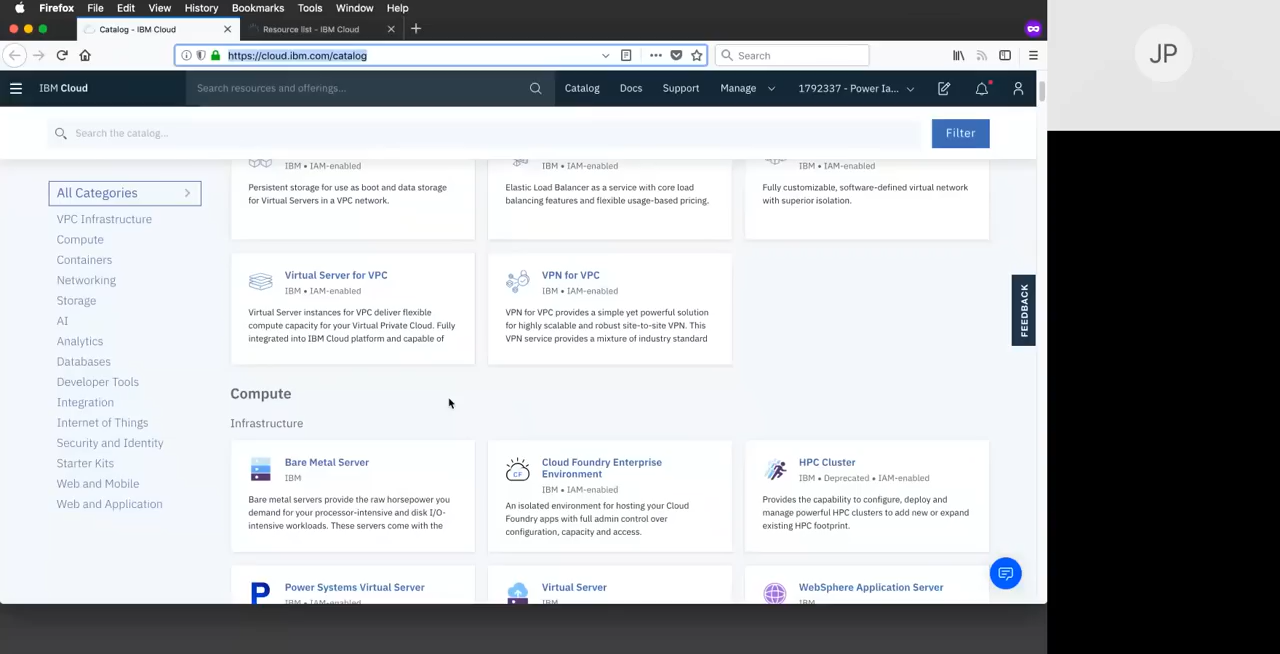 Firefox File Edit View History Bookmarks Tools Window Help
Catalog - IBM Cloud
Resource list - IBM Cloud
https://cloud.ibm.com/catalog
Search
IBM Cloud
Search resources and offerings...
Catalog Docs Support Manage 1792337 - Power Ia...
Search the catalog...
Filter
JP
All Categories
VPC Infrastructure
Compute
Containers
Networking
Storage
AI
Analytics
Databases
Developer Tools
Integration
Internet of Things
Security and Identity
Starter Kits
Web and Mobile
Web and Application
IBM • IAM-enabled
Persistent storage for use as boot and data storage
for Virtual Servers in a VPC network.
IBM • IAM-enabled
Elastic Load Balancer as a service with core load
balancing features and flexible usage-based pricing.
IBM • IAM-enabled
Fully customizable, software-defined virtual network
with superior isolation.
Virtual Server for VPC
IBM • IAM-enabled
Virtual Server instances for VPC deliver flexible
compute capacity for your Virtual Private Cloud. Fully
integrated into IBM Cloud platform and capable of
VPN for VPC
IBM • IAM-enabled
VPN for VPC provides a simple yet powerful solution
for highly scalable and robust site-to-site VPN. This
VPN service provides a mixture of industry standard
FEEDBACK
Compute
Infrastructure
Bare Metal Server
IBM
Bare metal servers provide the raw horsepower you
demand for your processor-intensive and disk I/O-
intensive workloads. These servers come with the
Cloud Foundry Enterprise
Environment
CF
IBM • IAM-enabled
An isolated environment for hosting your Cloud
Foundry apps with full admin control over
configuration, capacity and access.
HPC Cluster
IBM • Deprecated • IAM-enabled
Provides the capability to configure, deploy and
manage powerful HPC clusters to add new or expand
existing HPC footprint.
P
Power Systems Virtual Server
IBM • IAM-enabled
Virtual Server
IBM
WebSphere Application Server
IBM